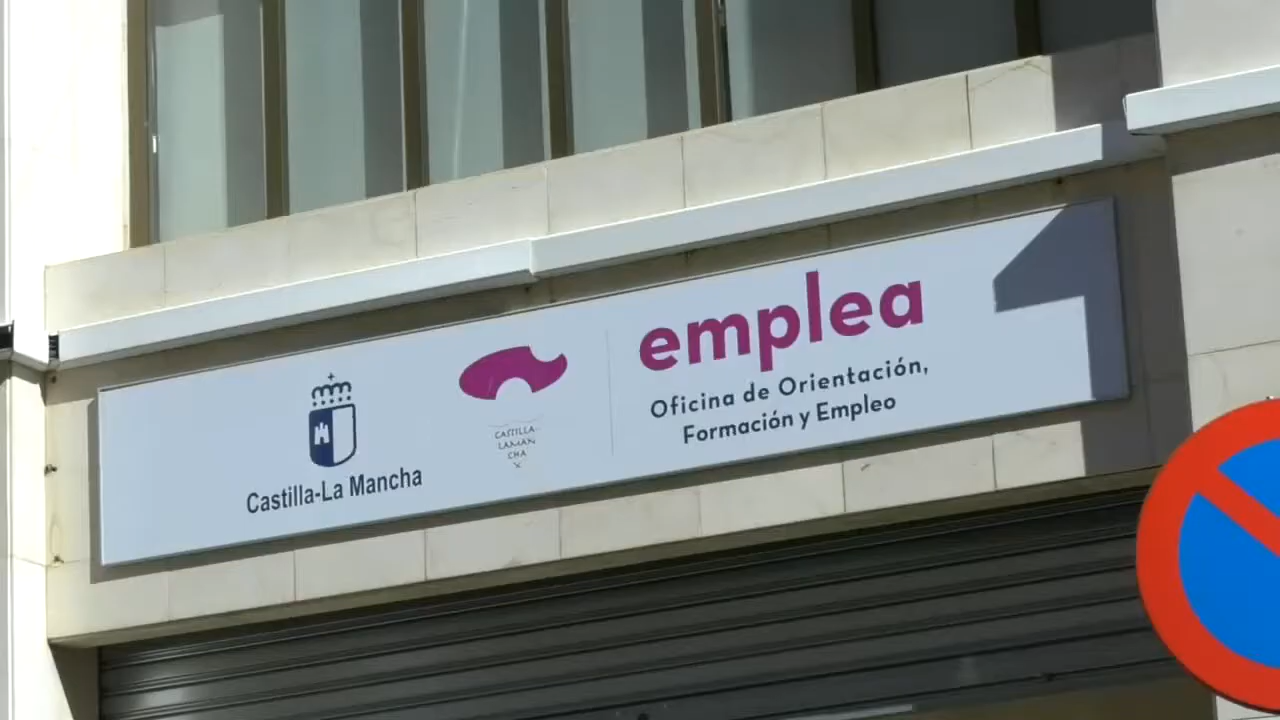 Castilla-La Mancha
CASTILLA-
LAMAN
CHA
emplea
Oficina de Orientación,
Formación y Empleo